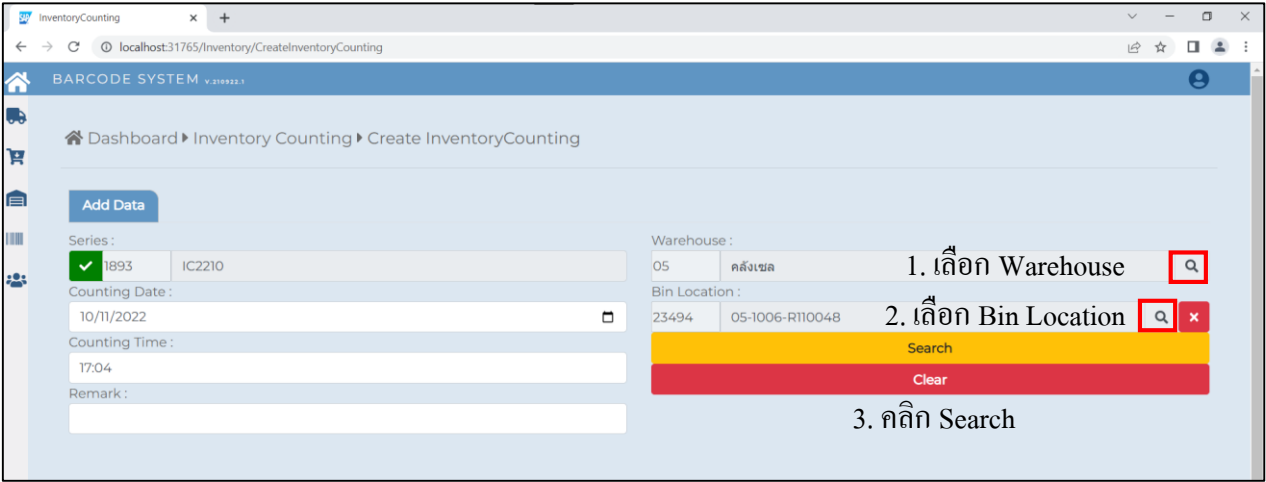 InventoryCounting
localhost:31765/Inventory/CreateInventoryCounting
BARCODE SYSTEM V.210922.1
Dashboard Inventory Counting Create InventoryCounting
Add Data
Series :
1893 IC2210
Counting Date :
10/11/2022
Counting Time :
17:04
Remark :
Warehouse :
05 คลังเซล 1. เลือก Warehouse
Bin Location :
23494 05-1006-R110048 2. เลือก Bin Location
Search
Clear
3. คลิก Search